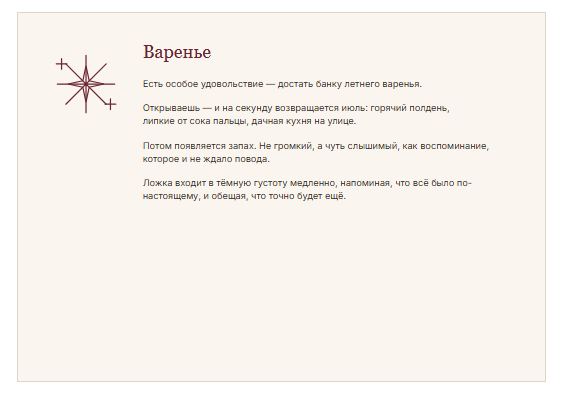 Варенье
Есть особое удовольствие — достать банку летнего варенья.
Открываешь — и на секунду возвращается июль: горячий полдень,
липкие от сока пальцы, дачная кухня на улице.
Потом появляется запах. Не громкий, а чуть слышимый, как воспоминание,
которое и не ждало повода.
Ложка входит в тёмную густоту медленно, напоминая, что всё было по-
настоящему, и обещая, что точно будет ещё.